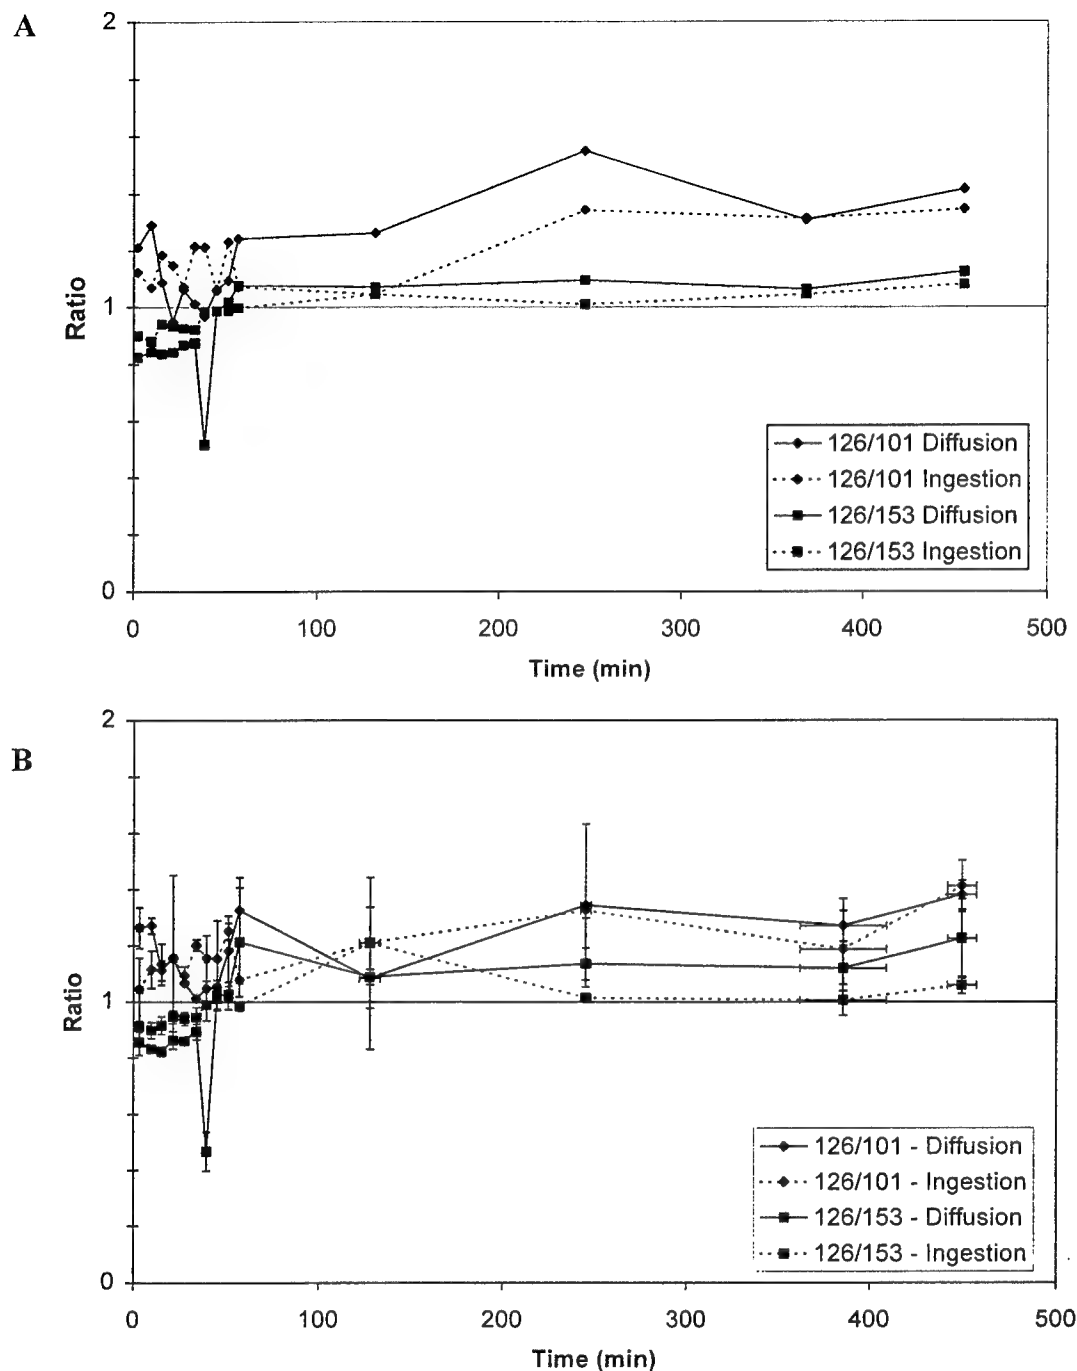 A
2
1
0
Ratio
0 100 200 300 400 500
Time (min)
126/101 Diffusion
126/101 Ingestion
126/153 Diffusion
126/153 Ingestion
B
2
1
0
Ratio
0 100 200 300 400 500
Time (min)
126/101 - Diffusion
126/101 - Ingestion
126/153 - Diffusion
126/153 - Ingestion